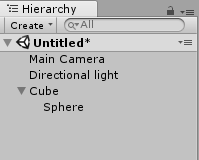 Hierarchy
Create All
Untitled*
Main Camera
Directional light
Cube
Sphere